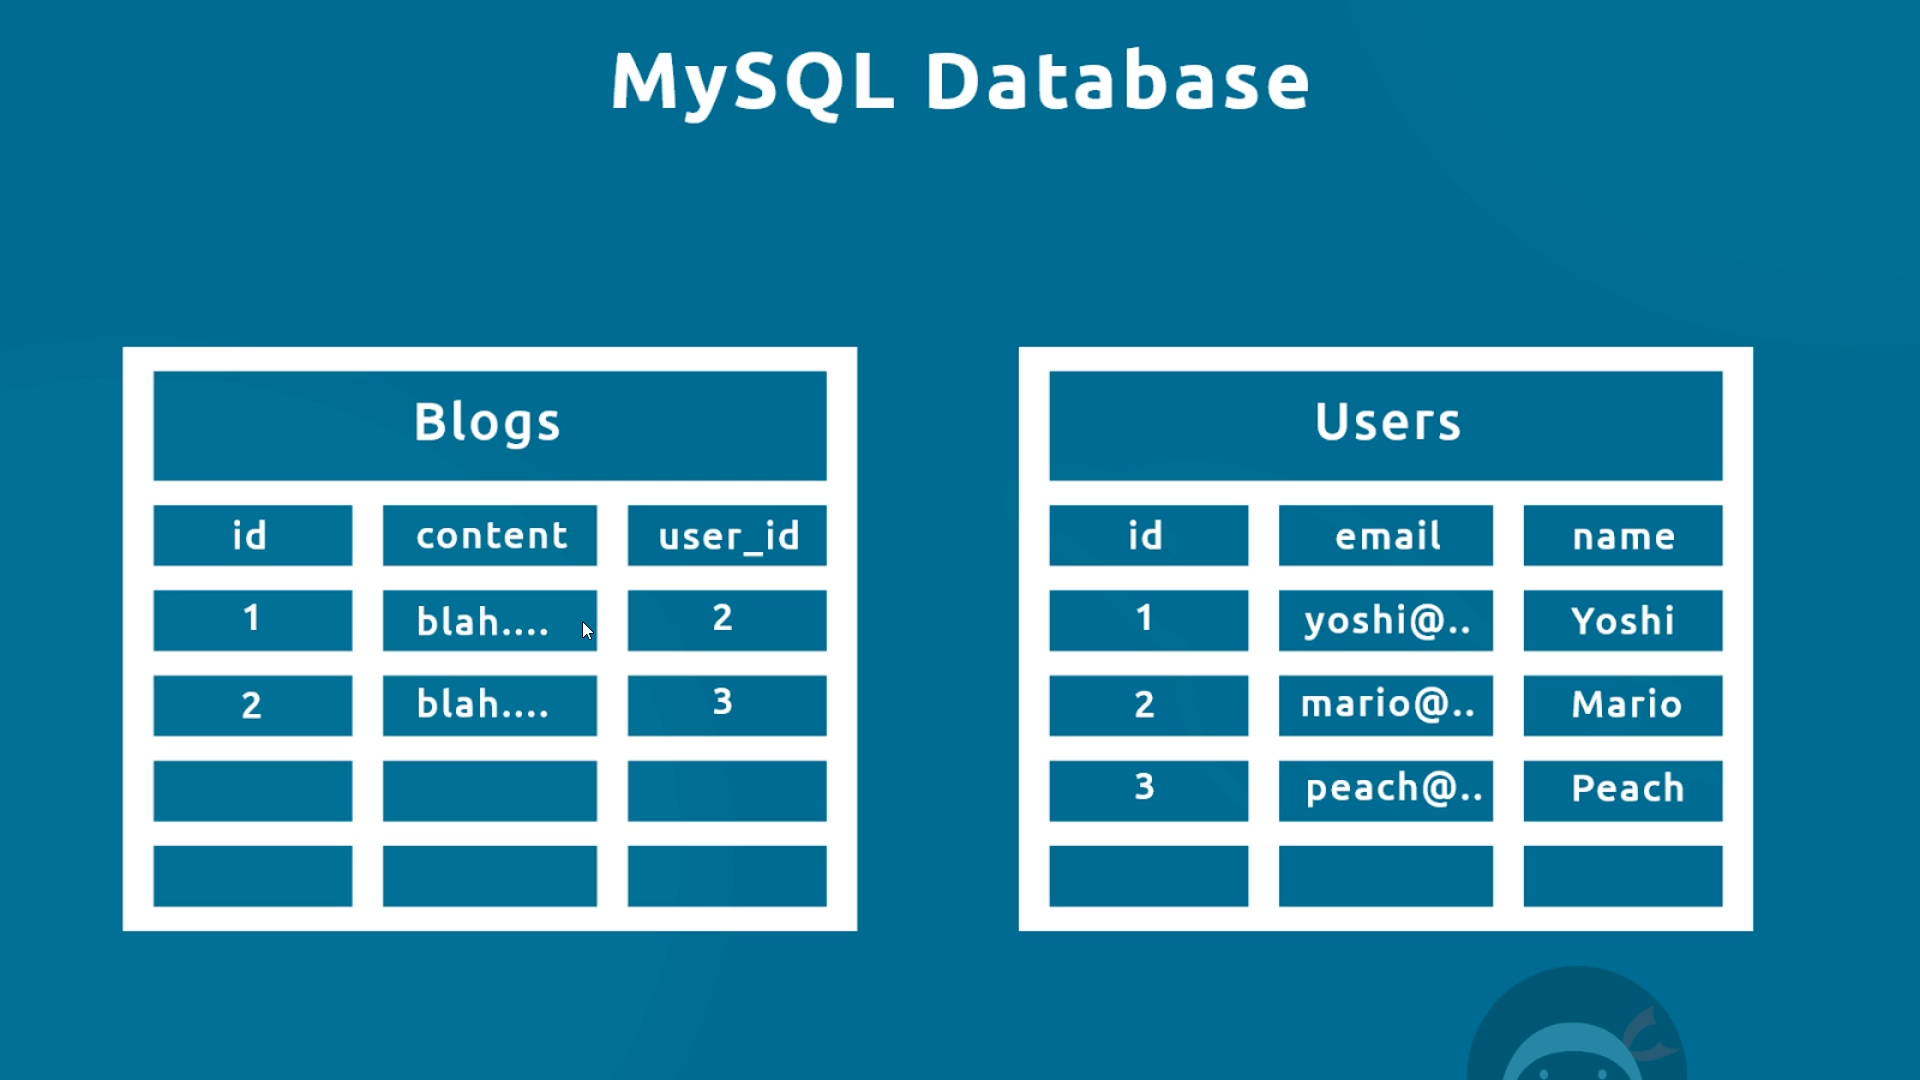 MySQL Database
Blogs
id content user_id
1 blah.... 2
2 blah.... 3
Users
id email name
1 yoshi@.. Yoshi
2 mario@.. Mario
3 peach@.. Peach